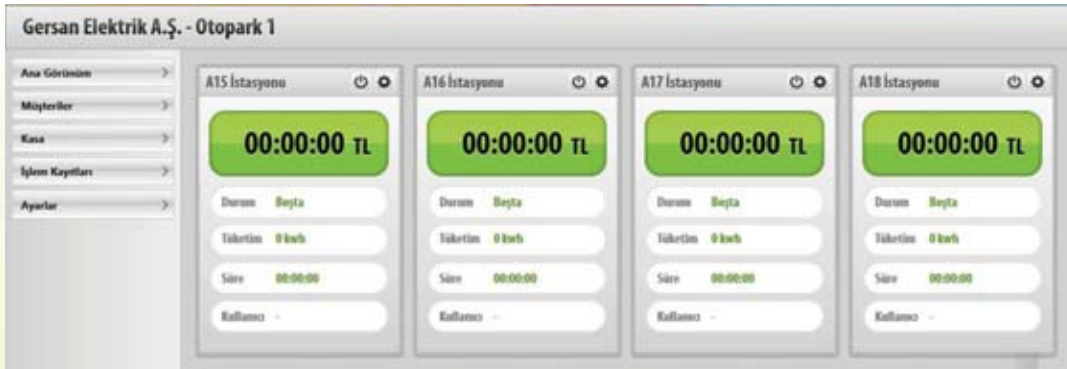 Gersan Elektrik A.Ş. - Otopark 1
Ana Görünüm
Müşteriler
Kasa
İşlem Kayıtları
Ayarlar
A15 İstasyonu
00:00:00 TL
Durum Boşta
Tüketim 0 kwh
Süre 00:00:00
Kullanıcı -
A16 İstasyonu
00:00:00 TL
Durum Boşta
Tüketim 0 kwh
Süre 00:00:00
Kullanıcı -
A17 İstasyonu
00:00:00 TL
Durum Boşta
Tüketim 0 kwh
Süre 00:00:00
Kullanıcı -
A18 İstasyonu
00:00:00 TL
Durum Boşta
Tüketim 0 kwh
Süre 00:00:00
Kullanıcı -